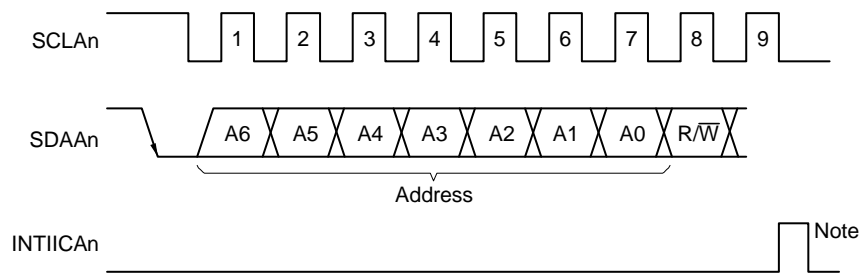 SCLAn 1 2 3 4 5 6 7 8 9
SDAAn A6 A5 A4 A3 A2 A1 A0 R/W̅
Address
INTIICAn Note